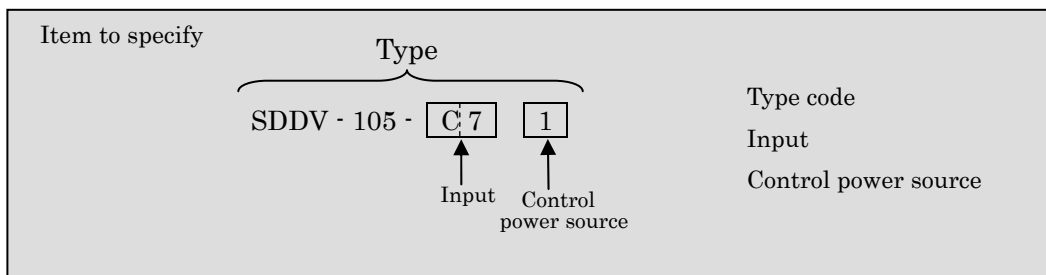 Item to specify
Type
SDDV - 105 - C 7 1
Input
Control
power source
Type code
Input
Control power source